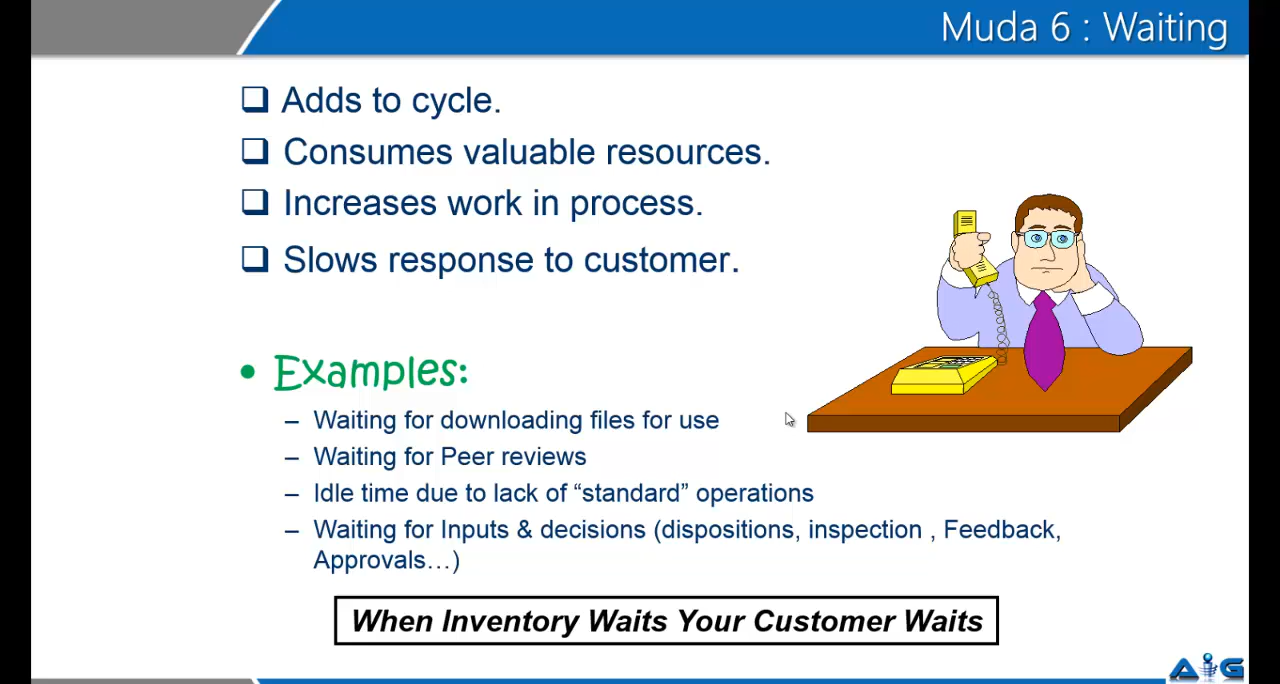 Muda 6 : Waiting
Adds to cycle.
Consumes valuable resources.
Increases work in process.
Slows response to customer.
• Examples:
– Waiting for downloading files for use
– Waiting for Peer reviews
– Idle time due to lack of “standard” operations
– Waiting for Inputs & decisions (dispositions, inspection , Feedback,
Approvals…)
When Inventory Waits Your Customer Waits
AiG